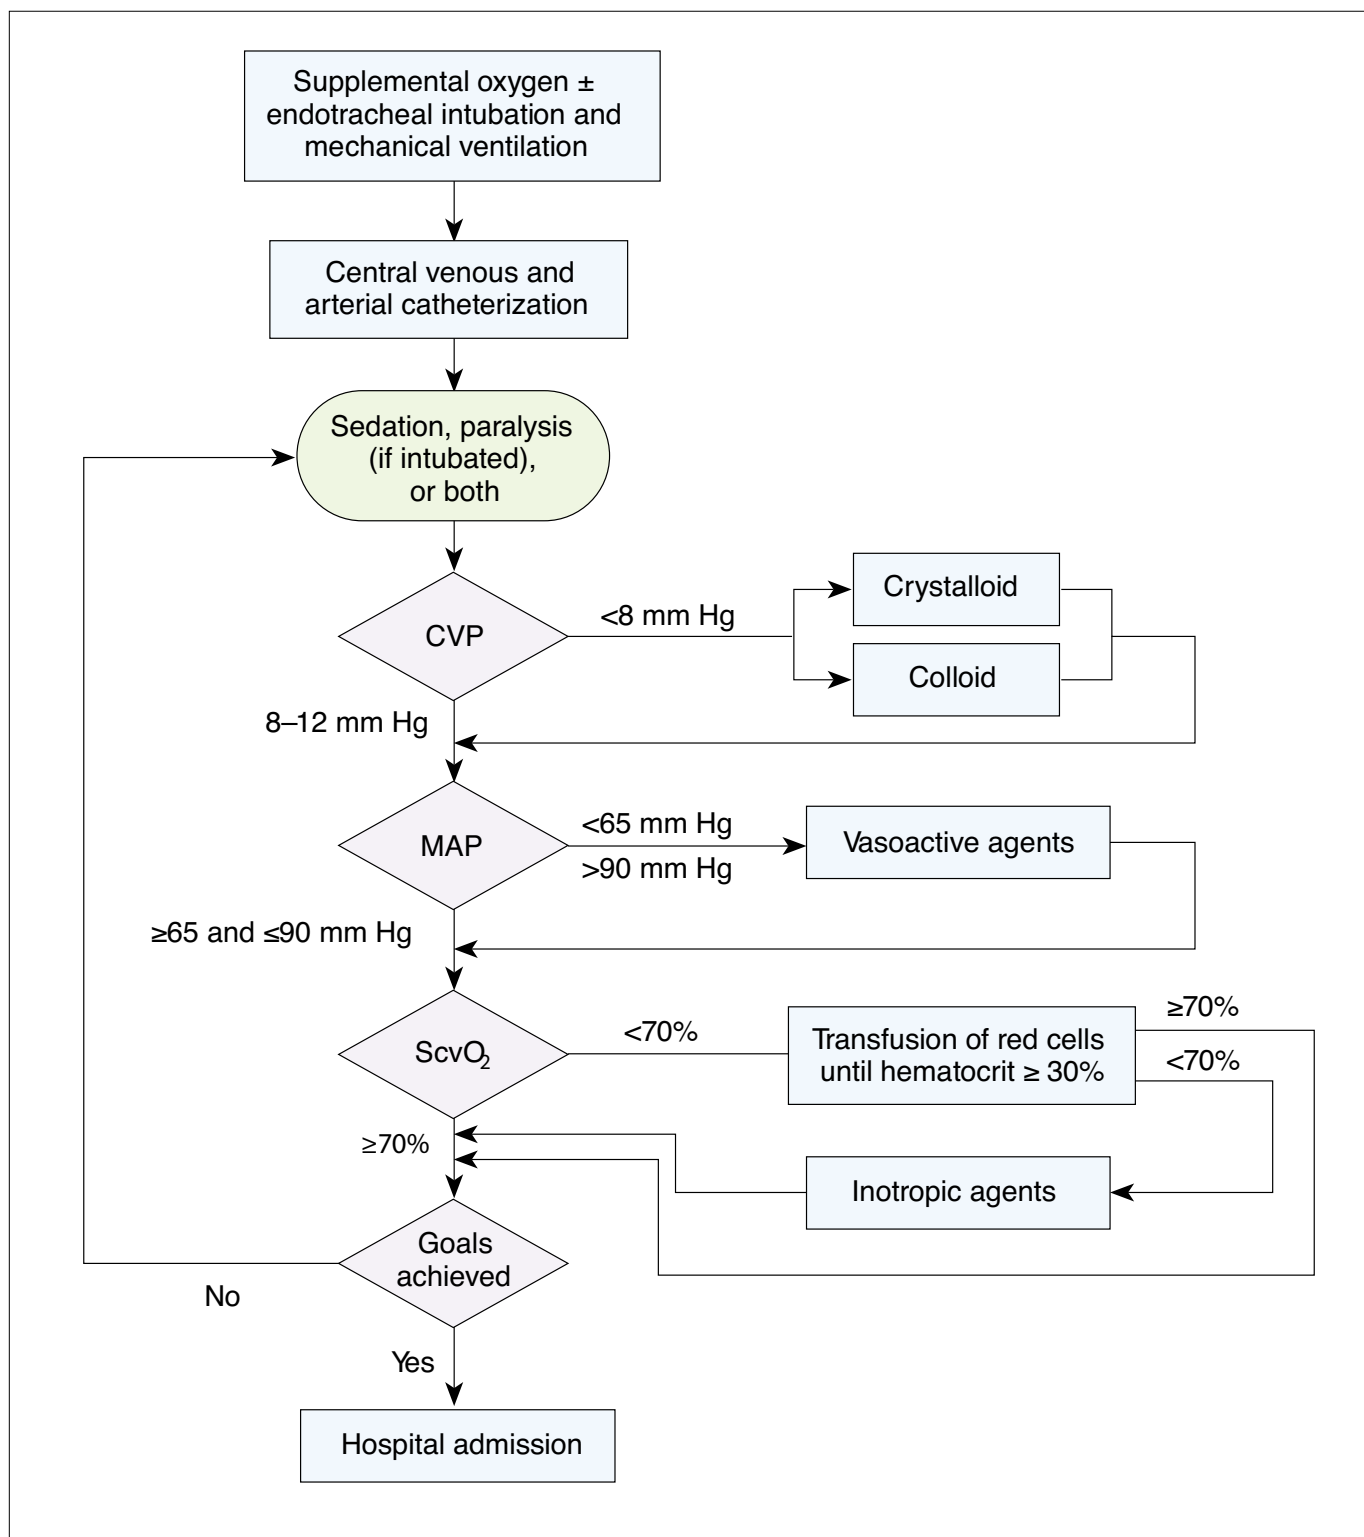 Supplemental oxygen ±
endotracheal intubation and
mechanical ventilation
Central venous and
arterial catheterization
Sedation, paralysis
(if intubated),
or both
CVP
<8 mm Hg
Crystalloid
Colloid
8–12 mm Hg
MAP
<65 mm Hg
>90 mm Hg
Vasoactive agents
≥65 and ≤90 mm Hg
ScvO₂
<70%
Transfusion of red cells
until hematocrit ≥ 30%
≥70%
<70%
≥70%
Inotropic agents
Goals
achieved
No
Yes
Hospital admission